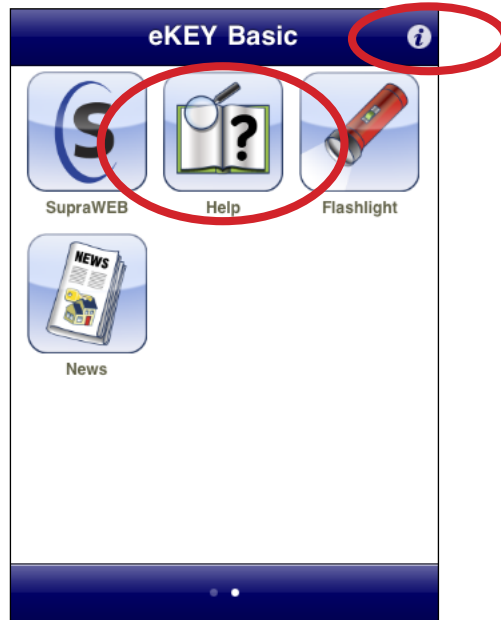 eKEY Basic
i
S
?
SupraWEB
Help
Flashlight
NEWS
News